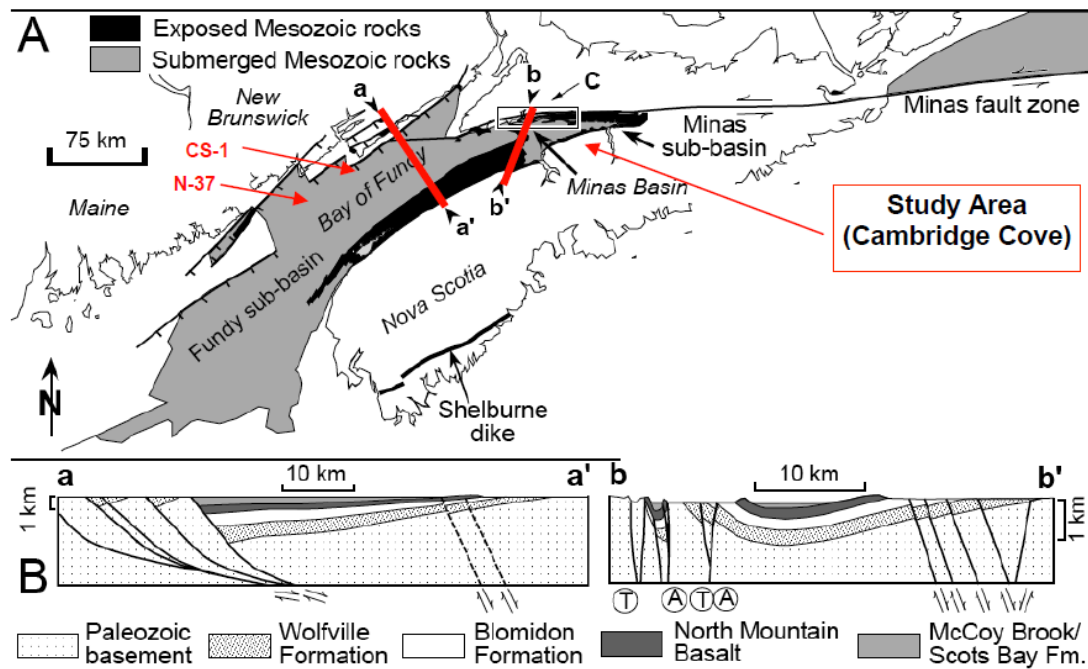 A
Exposed Mesozoic rocks
Submerged Mesozoic rocks
New
Brunswick
75 km
CS-1
N-37
Maine
a
b
C
Bay of Fundy
Minas fault zone
Minas
sub-basin
Minas Basin
a'
b'
Study Area
(Cambridge Cove)
Fundy sub-basin
Nova Scotia
N
Shelburne
dike
a
10 km
a'
1 km
B
b
10 km
b'
1 km
T
A
T
A
Paleozoic
basement
Wolfville
Formation
Blomidon
Formation
North Mountain
Basalt
McCoy Brook/
Scots Bay Fm.